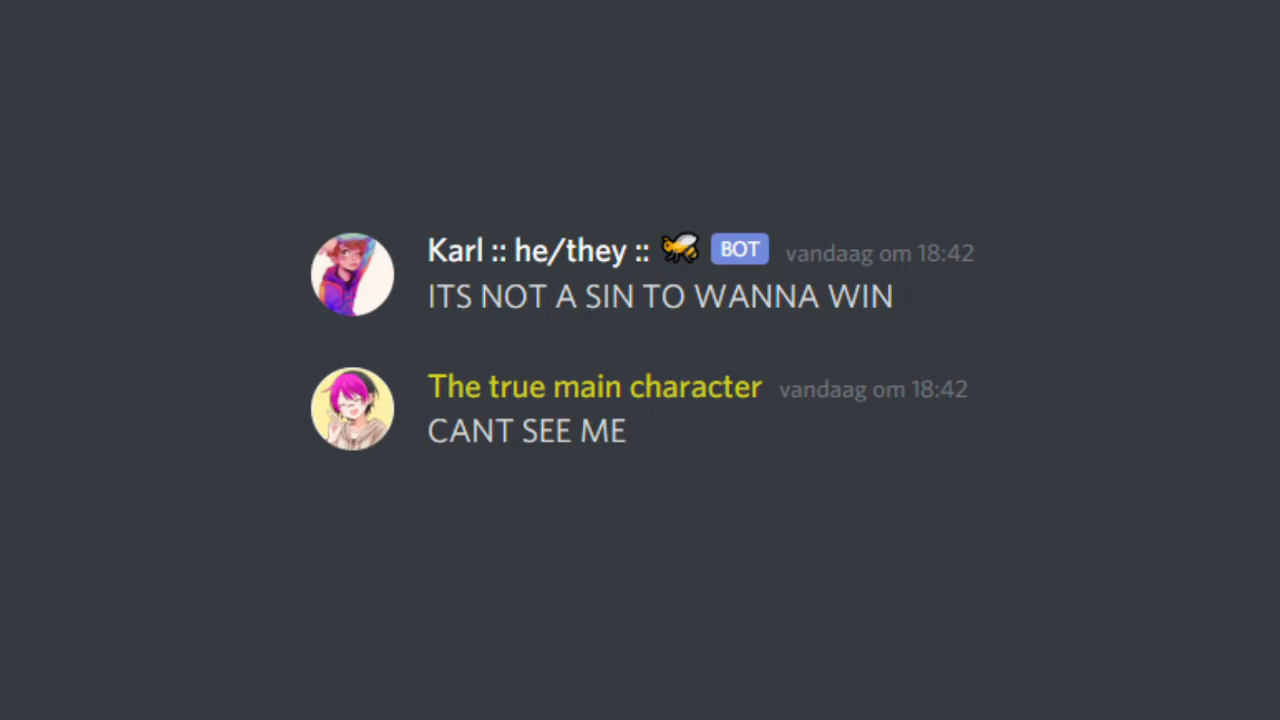 Karl :: he/they :: 🐝 BOT vandaag om 18:42
ITS NOT A SIN TO WANNA WIN
The true main character vandaag om 18:42
CANT SEE ME